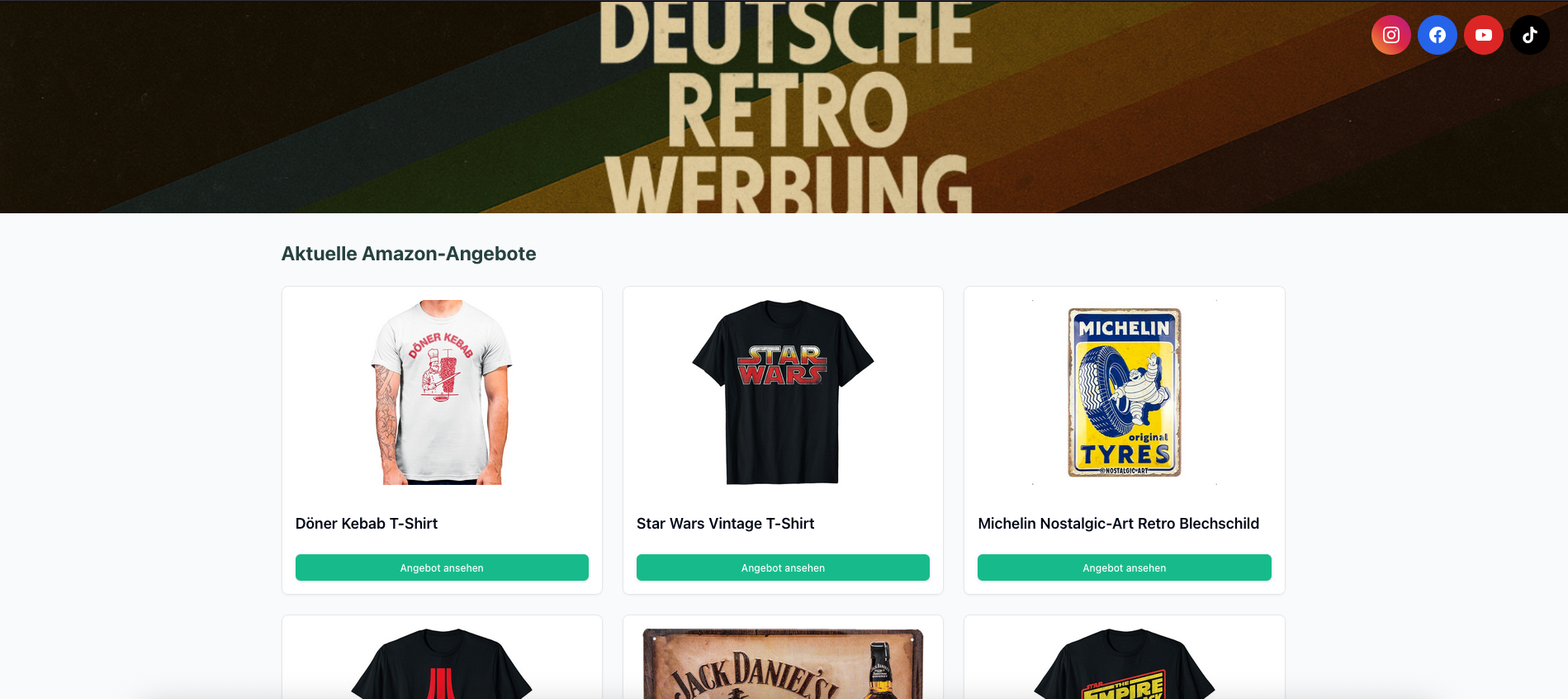 DEUTSCHE
RETRO
WERBUNG
Aktuelle Amazon-Angebote
DÖNER KEBAB
STAR
WARS
MICHELIN
original
TYRES
©NOSTALGIC-ART
Döner Kebab T-Shirt
Star Wars Vintage T-Shirt
Michelin Nostalgic-Art Retro Blechschild
Angebot ansehen
Angebot ansehen
Angebot ansehen
JACK DANIEL'S
STAR THE
EMPIRE